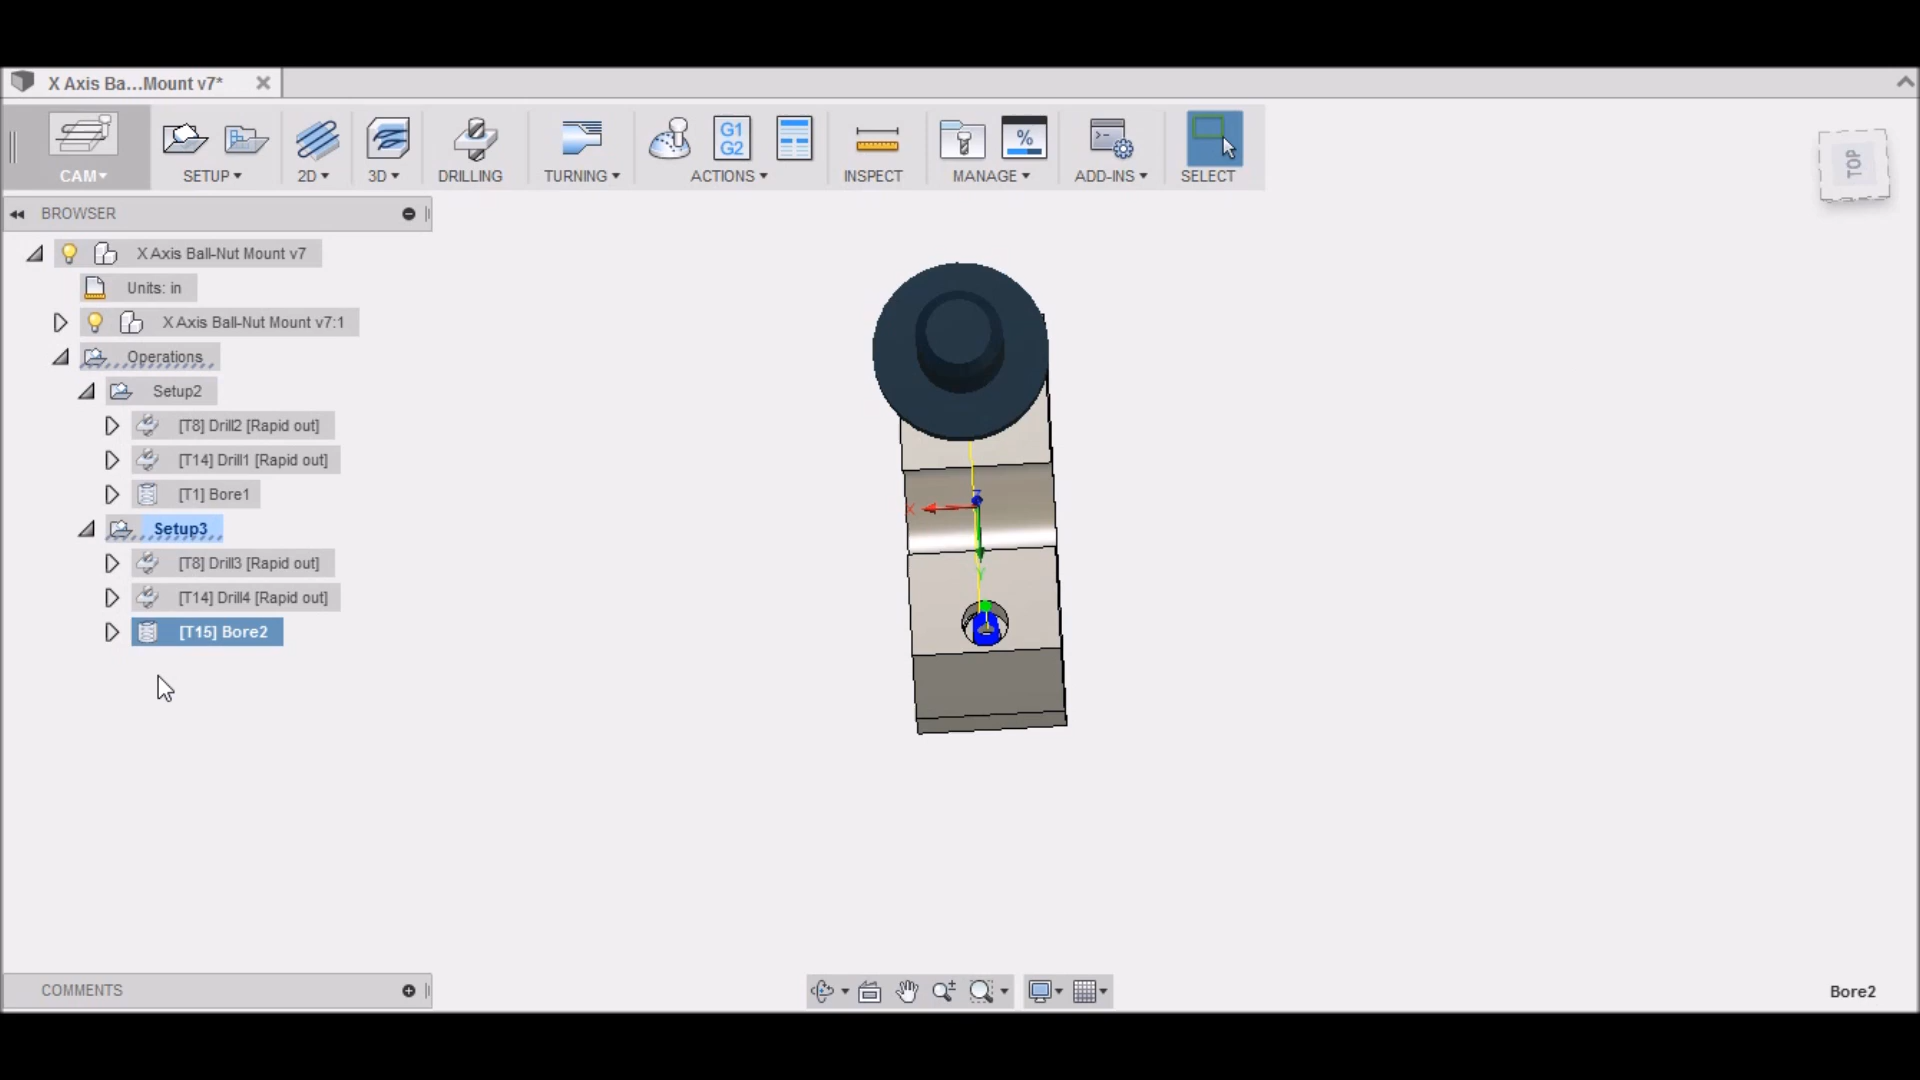 X Axis Ba...Mount v7*
CAM
SETUP
2D
3D
DRILLING
TURNING
G1
G2
ACTIONS
INSPECT
%
MANAGE
ADD-INS
SELECT
TOP
BROWSER
X Axis Ball-Nut Mount v7
Units: in
X Axis Ball-Nut Mount v7:1
Operations
Setup2
[T8] Drill2 [Rapid out]
[T14] Drill1 [Rapid out]
[T1] Bore1
Setup3
[T8] Drill3 [Rapid out]
[T14] Drill4 [Rapid out]
[T15] Bore2
Z
X
Y
COMMENTS
Bore2